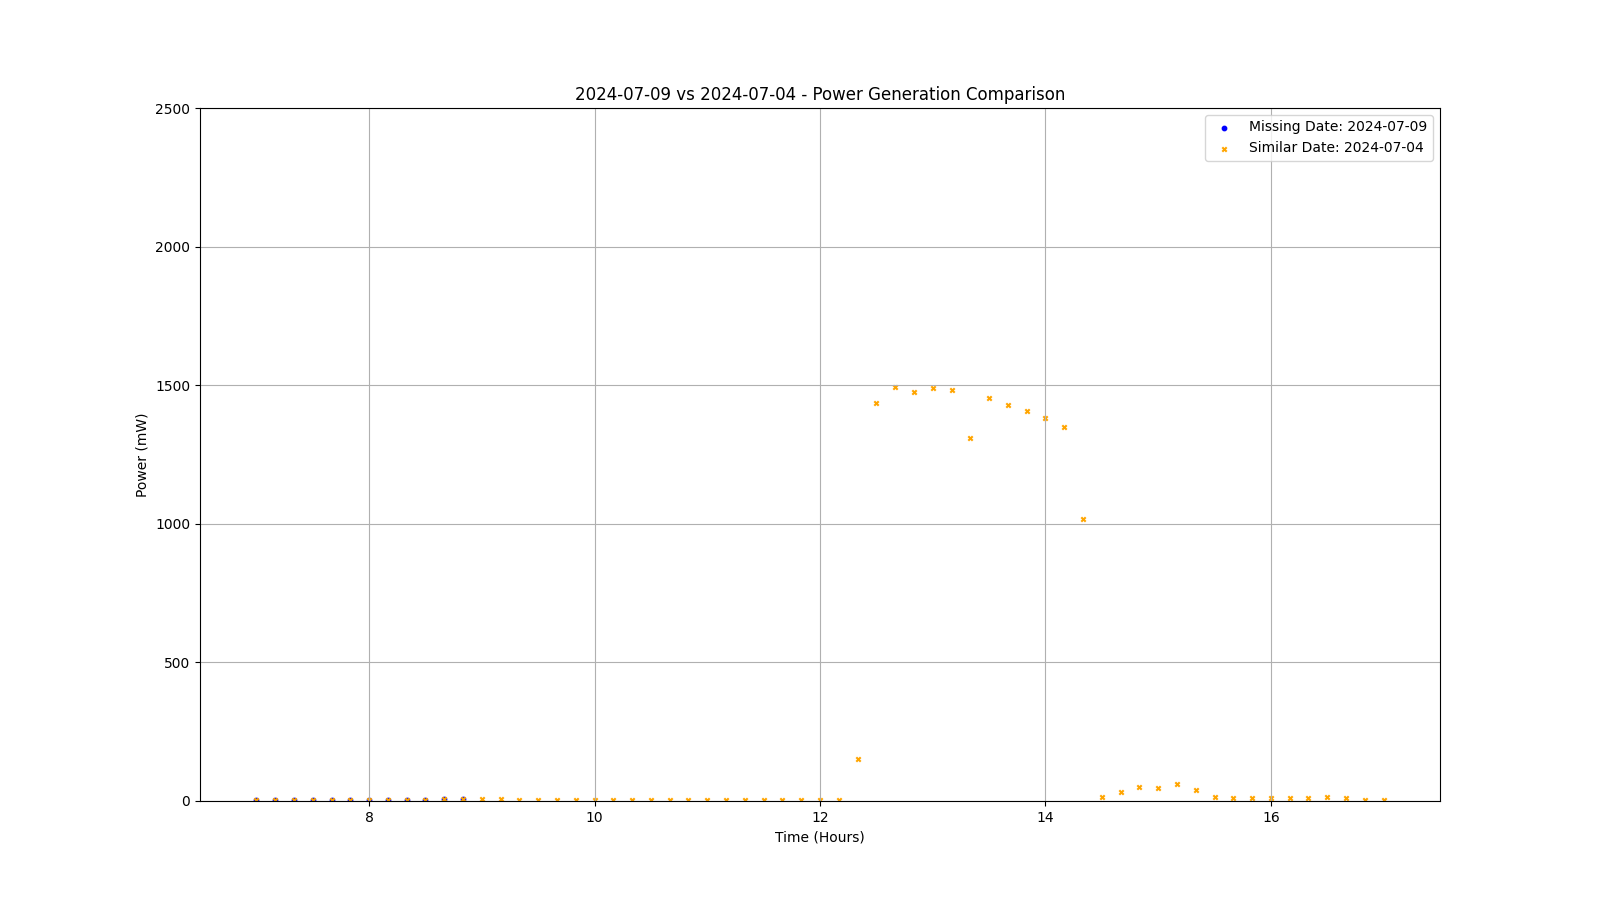 2024-07-09 vs 2024-07-04 - Power Generation Comparison
Missing Date: 2024-07-09
Similar Date: 2024-07-04
2500
2000
1500
1000
500
0
Power (mW)
8
10
12
14
16
Time (Hours)